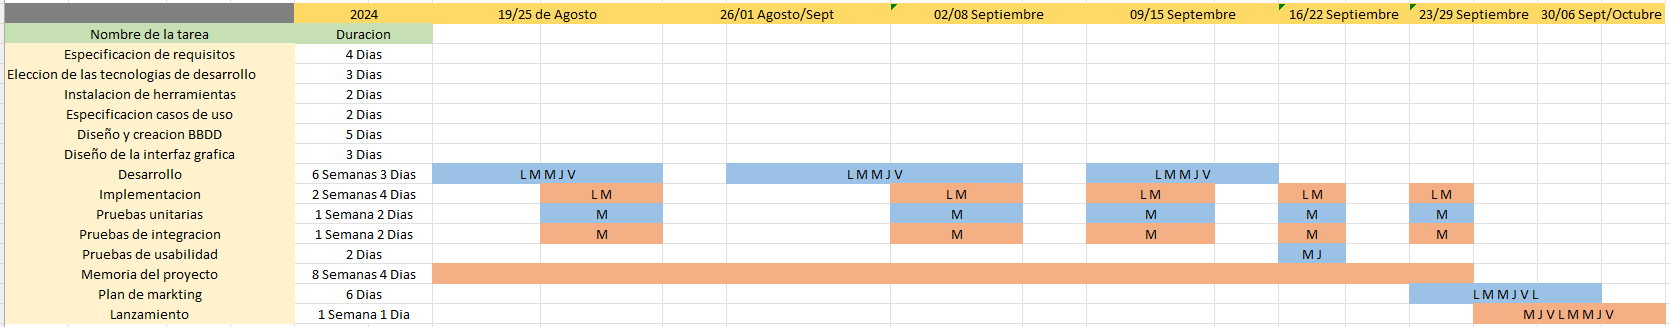 2024 19/25 de Agosto 26/01 Agosto/Sept 02/08 Septiembre 09/15 Septembre 16/22 Septiembre 23/29 Septiembre 30/06 Sept/Octubre
Nombre de la tarea Duracion
Especificacion de requisitos 4 Dias
Eleccion de las tecnologias de desarrollo 3 Dias
Instalacion de herramientas 2 Dias
Especificacion casos de uso 2 Dias
Diseño y creacion BBDD 5 Dias
Diseño de la interfaz grafica 3 Dias
Desarrollo 6 Semanas 3 Dias L M M J V L M M J V L M M J V
Implementacion 2 Semanas 4 Dias L M L M L M L M L M
Pruebas unitarias 1 Semana 2 Dias M M M M M
Pruebas de integracion 1 Semana 2 Dias M M M M M
Pruebas de usabilidad 2 Dias M J
Memoria del proyecto 8 Semanas 4 Dias
Plan de markting 6 Dias L M M J V L
Lanzamiento 1 Semana 1 Dia M J V L M M J V